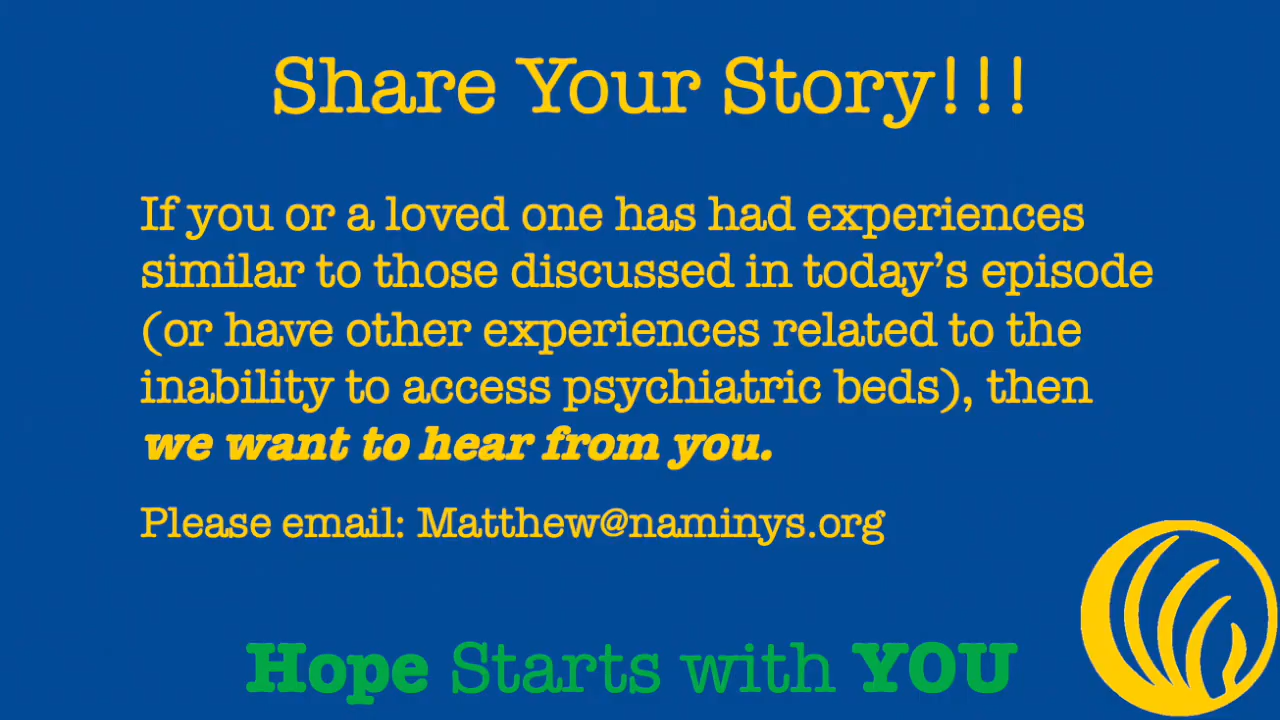 Share Your Story!!!
If you or a loved one has had experiences
similar to those discussed in today’s episode
(or have other experiences related to the
inability to access psychiatric beds), then
we want to hear from you.
Please email: Matthew@naminys.org
Hope Starts with YOU